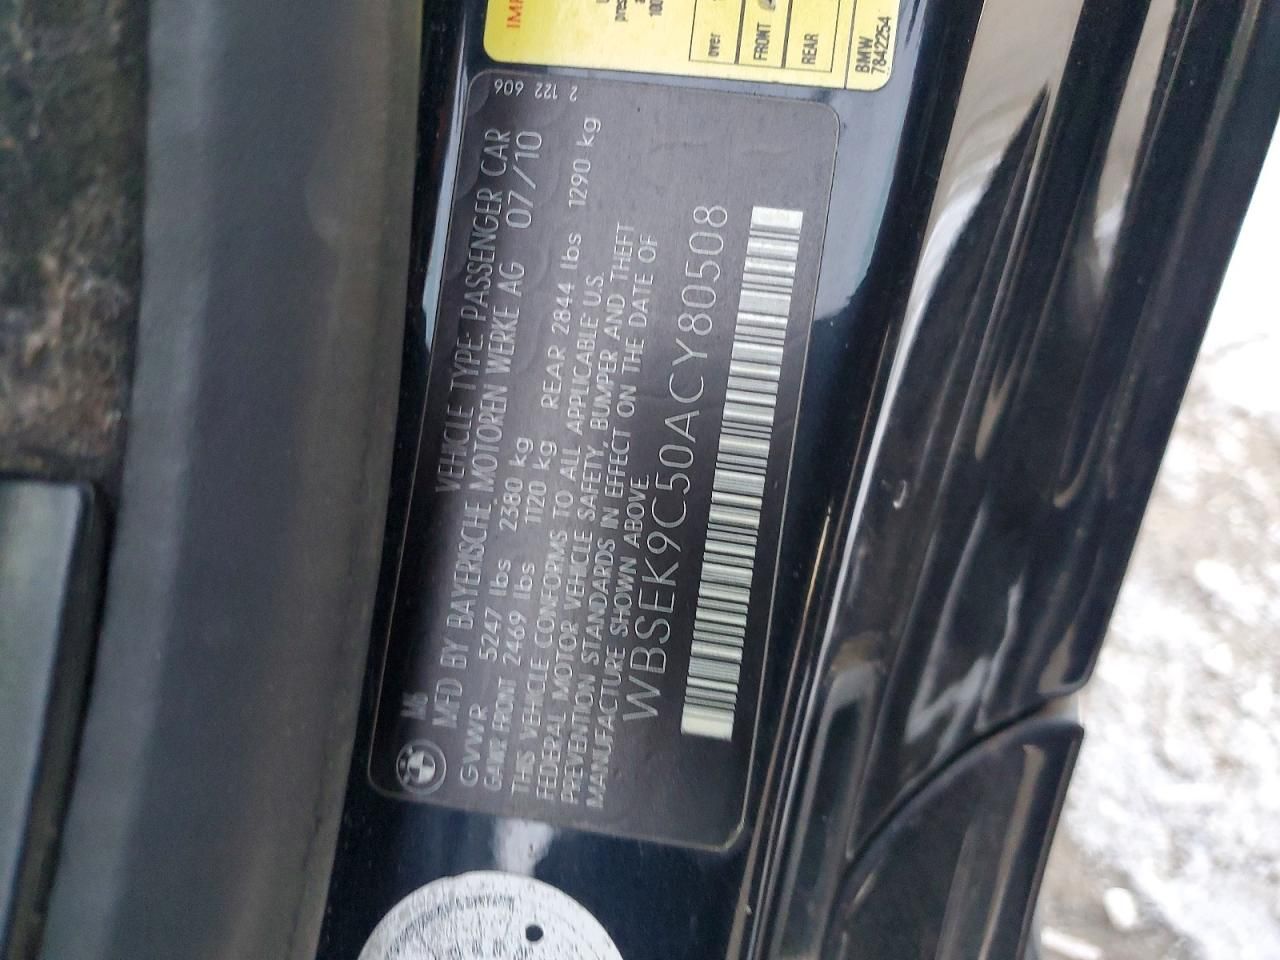 M6
MFD BY BAYERISCHE MOTOREN WERKE AG 07/10
VEHICLE TYPE: PASSENGER CAR
GVWR 5247 lbs 2380 kg
GAWR FRONT 2469 lbs 1120 kg REAR 2844 lbs 1290 kg
THIS VEHICLE CONFORMS TO ALL APPLICABLE U.S.
FEDERAL MOTOR VEHICLE SAFETY, BUMPER AND THEFT
PREVENTION STANDARDS IN EFFECT ON THE DATE OF
MANUFACTURE SHOWN ABOVE.
WBSEK9C50ACY80508
2 122 606
over
FRONT
REAR
BMW
7842254